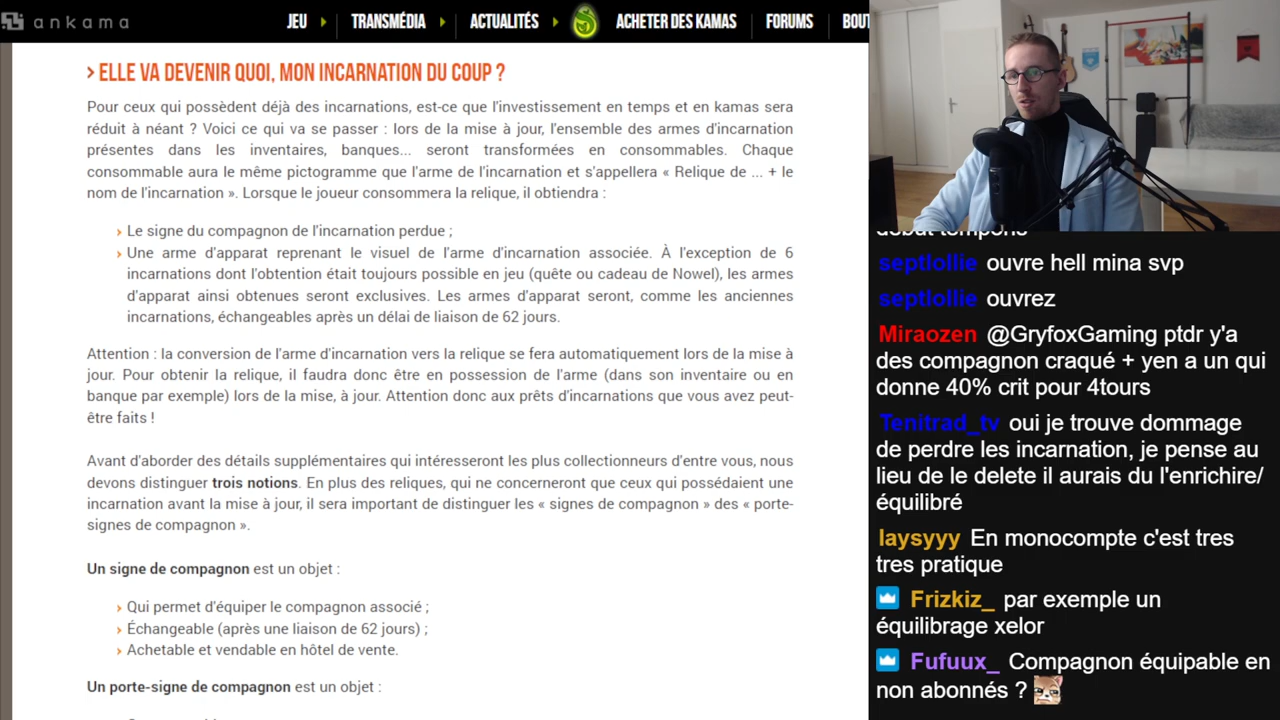 ankama
JEU
TRANSMÉDIA
ACTUALITÉS
ACHETER DES KAMAS
FORUMS
BOUT
> ELLE VA DEVENIR QUOI, MON INCARNATION DU COUP ?
Pour ceux qui possèdent déjà des incarnations, est-ce que l'investissement en temps et en kamas sera
réduit à néant ? Voici ce qui va se passer : lors de la mise à jour, l'ensemble des armes d'incarnation
présentes dans les inventaires, banques... seront transformées en consommables. Chaque
consommable aura le même pictogramme que l'arme de l'incarnation et s'appellera « Relique de ... + le
nom de l'incarnation ». Lorsque le joueur consommera la relique, il obtiendra :
› Le signe du compagnon de l'incarnation perdue ;
› Une arme d'apparat reprenant le visuel de l'arme d'incarnation associée. À l'exception de 6
incarnations dont l'obtention était toujours possible en jeu (quête ou cadeau de Nowel), les armes
d'apparat ainsi obtenues seront exclusives. Les armes d'apparat seront, comme les anciennes
incarnations, échangeables après un délai de liaison de 62 jours.
Attention : la conversion de l'arme d'incarnation vers la relique se fera automatiquement lors de la mise à
jour. Pour obtenir la relique, il faudra donc être en possession de l'arme (dans son inventaire ou en
banque par exemple) lors de la mise, à jour. Attention donc aux prêts d'incarnations que vous avez peut-
être faits !
Avant d'aborder des détails supplémentaires qui intéresseront les plus collectionneurs d'entre vous, nous
devons distinguer trois notions. En plus des reliques, qui ne concerneront que ceux qui possédaient une
incarnation avant la mise à jour, il sera important de distinguer les « signes de compagnon » des « porte-
signes de compagnon ».
Un signe de compagnon est un objet :
› Qui permet d'équiper le compagnon associé ;
› Échangeable (après une liaison de 62 jours) ;
› Achetable et vendable en hôtel de vente.
Un porte-signe de compagnon est un objet :
début tempons
septlollie ouvre hell mina svp
septlollie ouvrez
Miraozen @GryfoxGaming ptdr y'a
des compagnon craqué + yen a un qui
donne 40% crit pour 4tours
Tenitrad_tv oui je trouve dommage
de perdre les incarnation, je pense au
lieu de le delete il aurais du l'enrichire/
équilibré
laysyyy En monocompte c'est tres
tres pratique
Frizkiz_ par exemple un
équilibrage xelor
Fufuux_ Compagnon équipable en
non abonnés ?